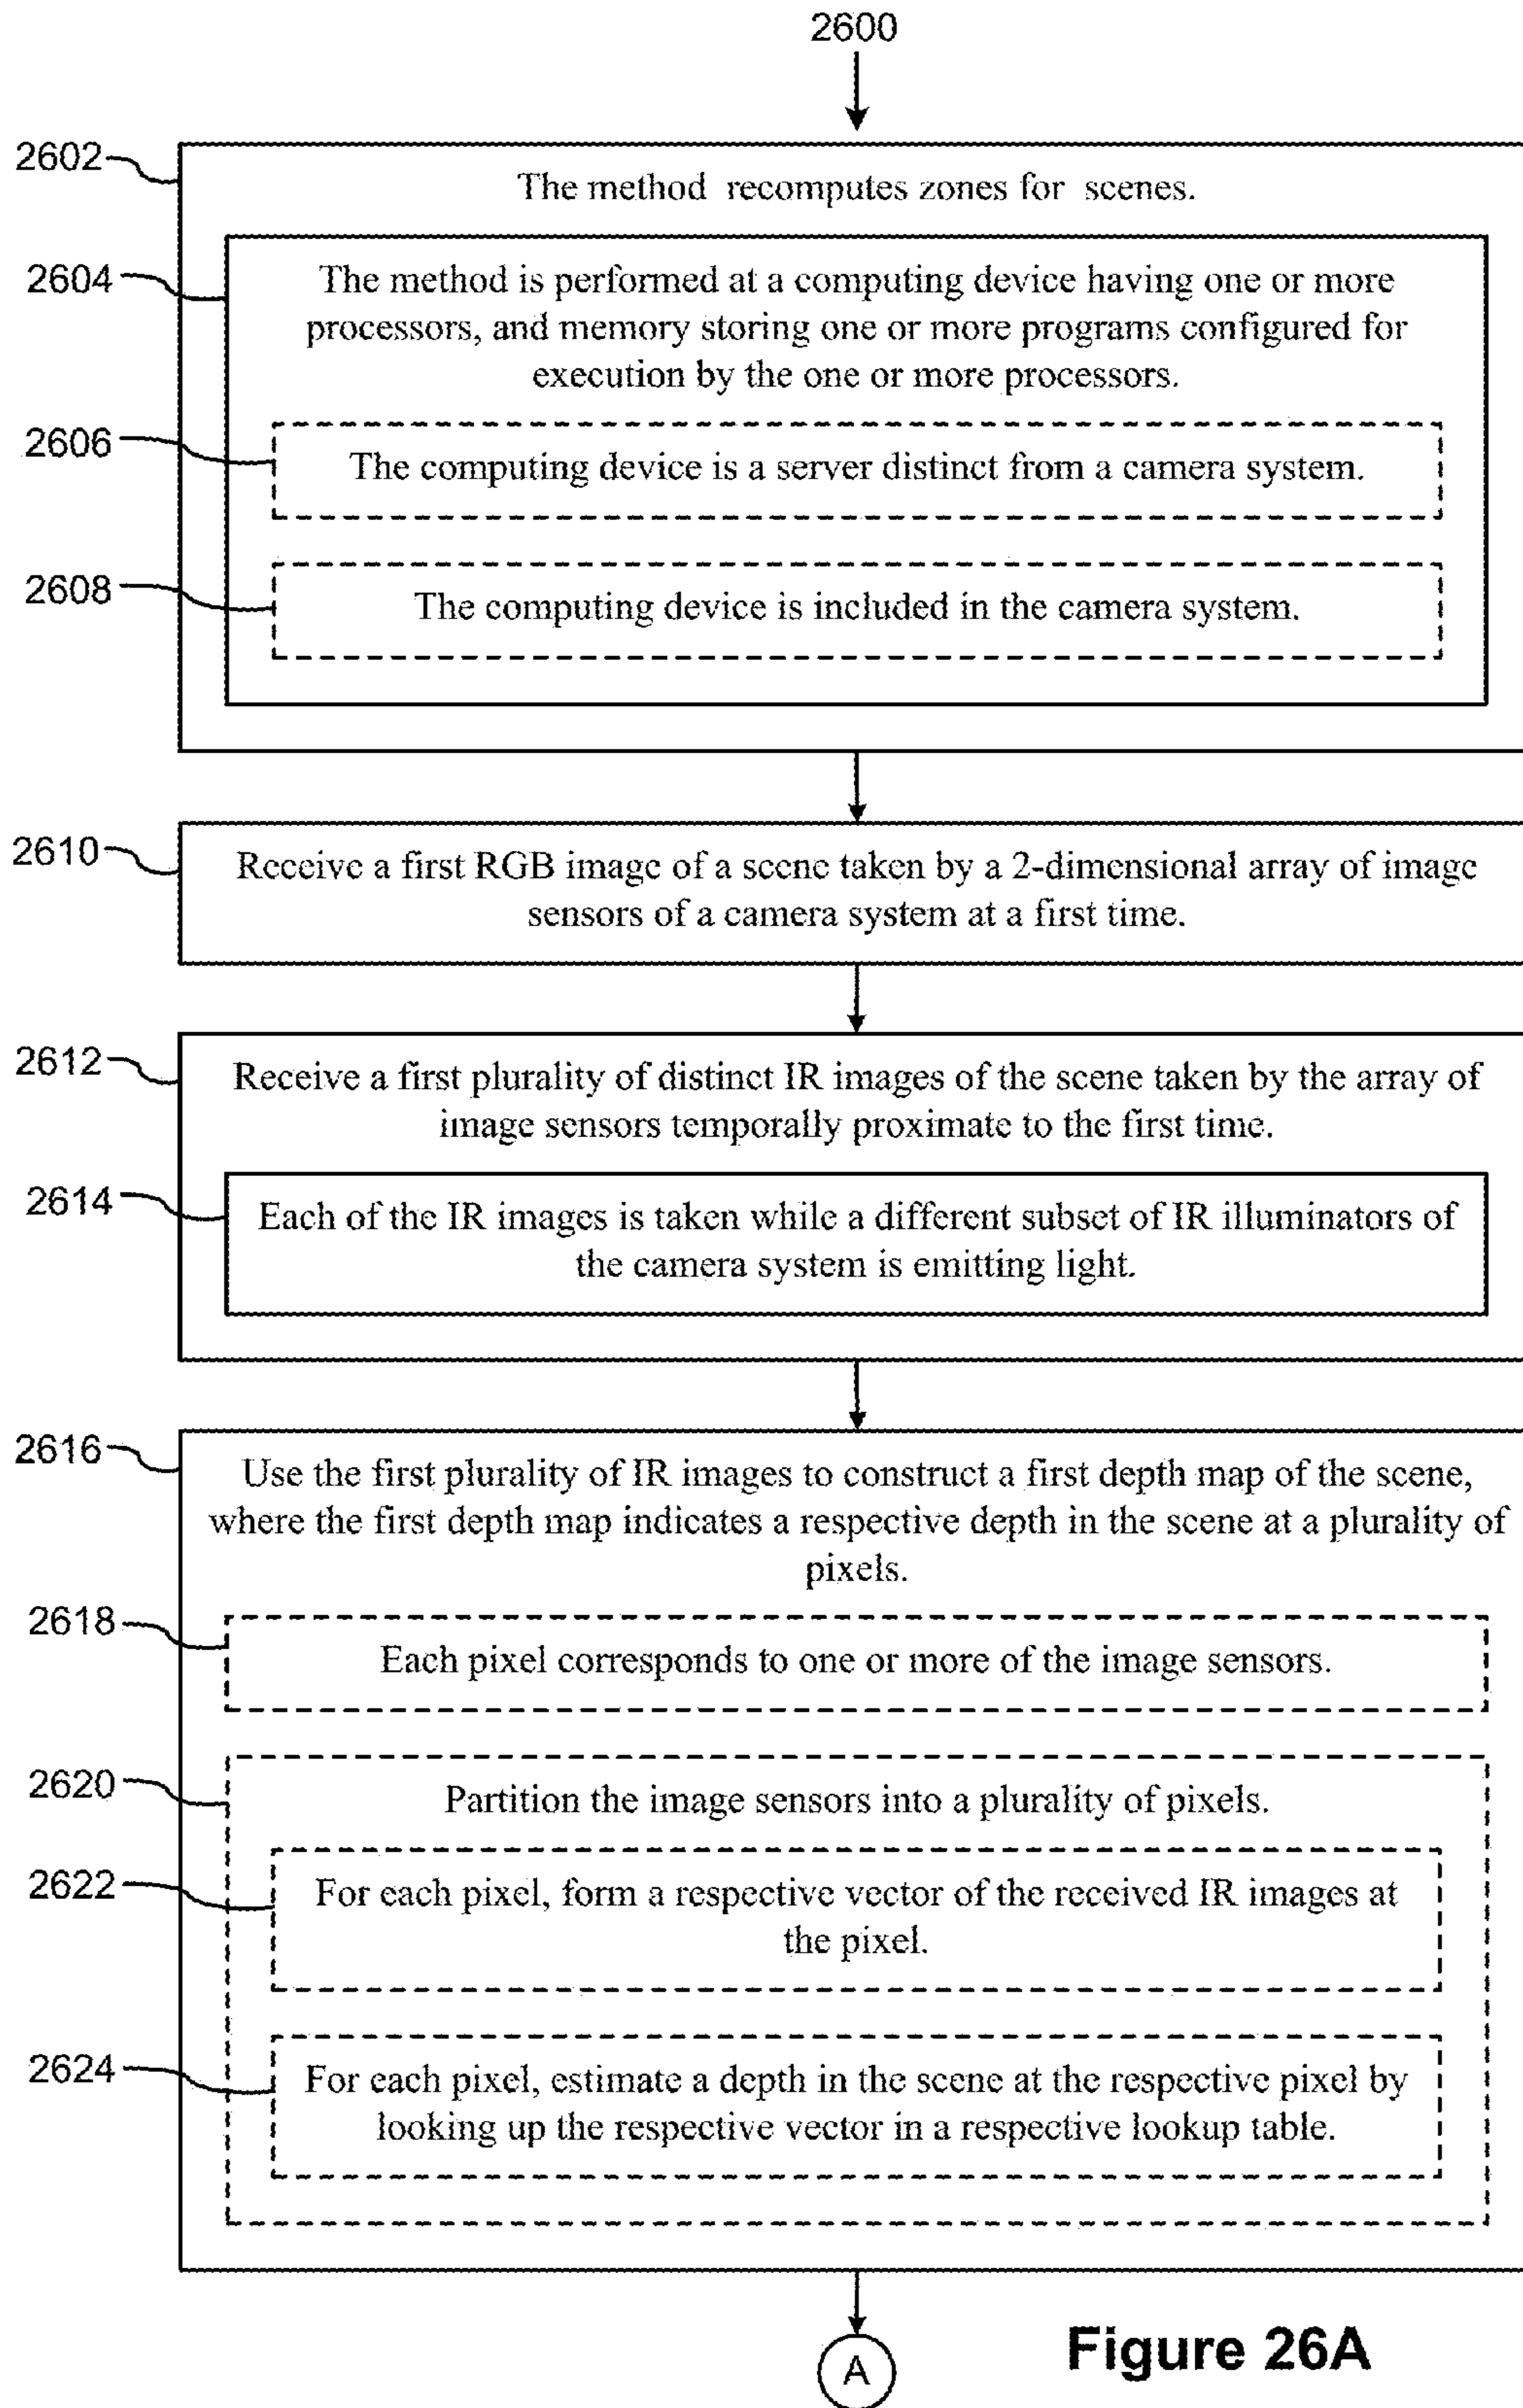 2600
2602
The method recomputes zones for scenes.
2604
The method is performed at a computing device having one or more
processors, and memory storing one or more programs configured for
execution by the one or more processors.
2606
The computing device is a server distinct from a camera system.
2608
The computing device is included in the camera system.
2610
Receive a first RGB image of a scene taken by a 2-dimensional array of image
sensors of a camera system at a first time.
2612
Receive a first plurality of distinct IR images of the scene taken by the array of
image sensors temporally proximate to the first time.
2614
Each of the IR images is taken while a different subset of IR illuminators of
the camera system is emitting light.
2616
Use the first plurality of IR images to construct a first depth map of the scene,
where the first depth map indicates a respective depth in the scene at a plurality of
pixels.
2618
Each pixel corresponds to one or more of the image sensors.
2620
Partition the image sensors into a plurality of pixels.
2622
For each pixel, form a respective vector of the received IR images at
the pixel.
2624
For each pixel, estimate a depth in the scene at the respective pixel by
looking up the respective vector in a respective lookup table.
A
Figure 26A